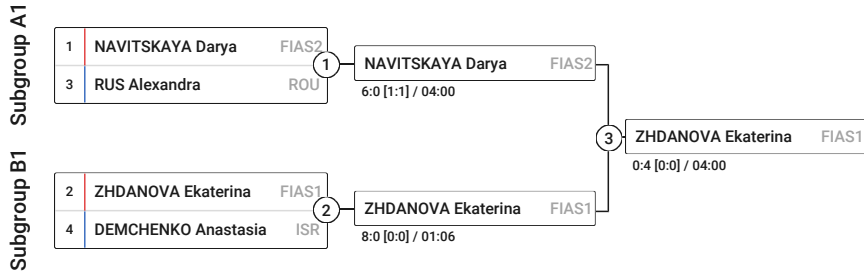 Subgroup A1
1 NAVITSKAYA Darya FIAS2
3 RUS Alexandra ROU
1
NAVITSKAYA Darya FIAS2
6:0 [1:1] / 04:00
3
ZHDANOVA Ekaterina FIAS1
0:4 [0:0] / 04:00
Subgroup B1
2 ZHDANOVA Ekaterina FIAS1
4 DEMCHENKO Anastasia ISR
2
ZHDANOVA Ekaterina FIAS1
8:0 [0:0] / 01:06